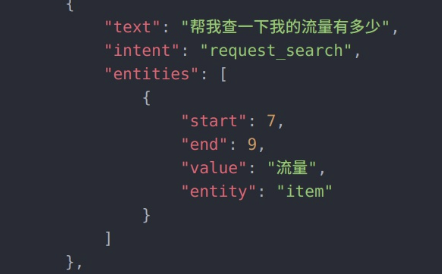 {
"text": "帮我查一下我的流量有多少",
"intent": "request_search",
"entities": [
{
"start": 7,
"end": 9,
"value": "流量",
"entity": "item"
}
]
},